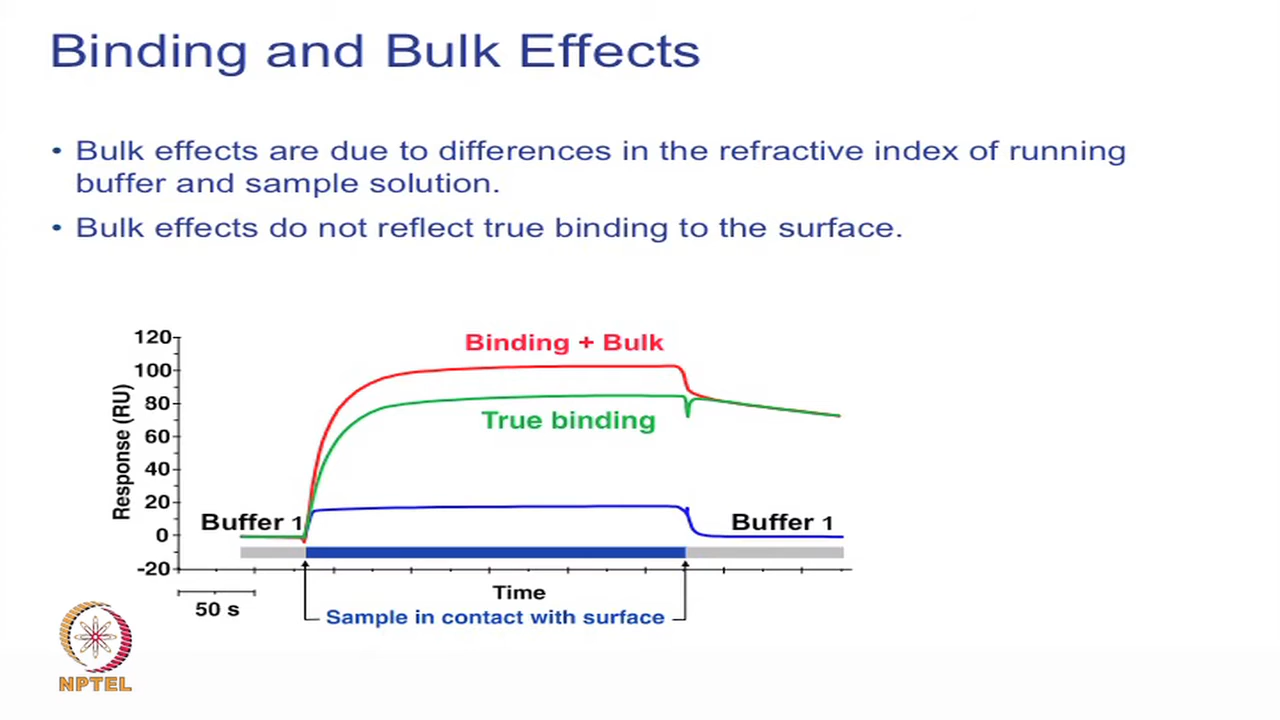 Binding and Bulk Effects
• Bulk effects are due to differences in the refractive index of running
buffer and sample solution.
• Bulk effects do not reflect true binding to the surface.
120
100
80
60
40
20
0
-20
Response (RU)
Binding + Bulk
True binding
Buffer 1
Buffer 1
50 s
Time
Sample in contact with surface
NPTEL